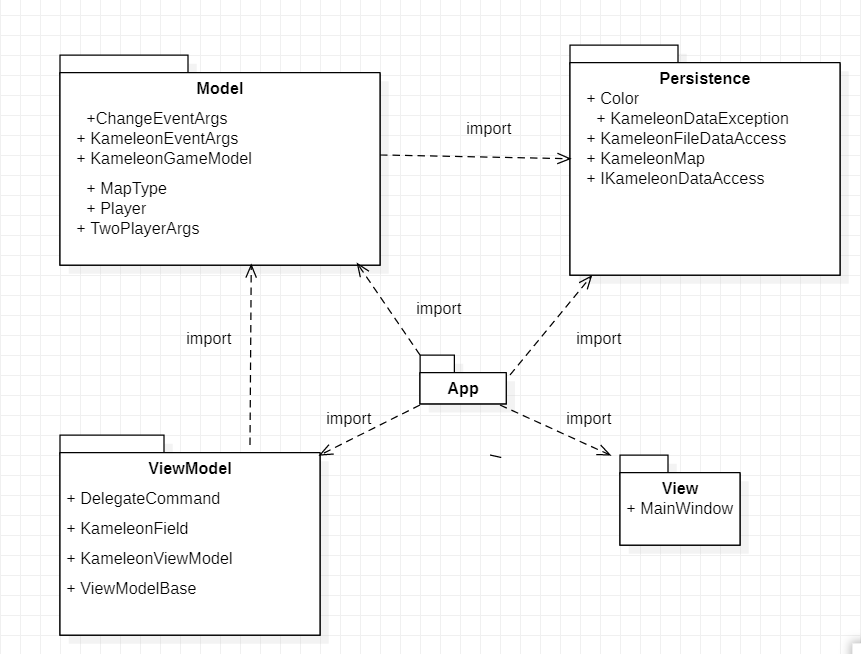 Model
+ChangeEventArgs
+ KameleonEventArgs
+ KameleonGameModel
+ MapType
+ Player
+ TwoPlayerArgs
import
Persistence
+ Color
+ KameleonDataException
+ KameleonFileDataAccess
+ KameleonMap
+ IKameleonDataAccess
import
import
import
App
import
import
ViewModel
+ DelegateCommand
+ KameleonField
+ KameleonViewModel
+ ViewModelBase
View
+ MainWindow